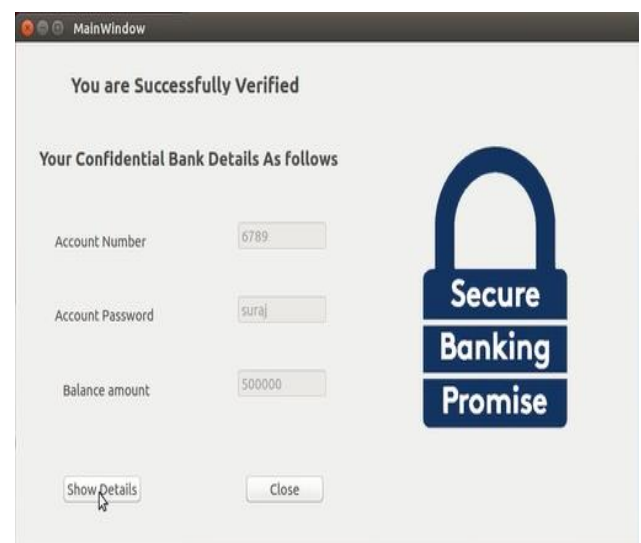 MainWindow
You are Successfully Verified
Your Confidential Bank Details As follows
Account Number 6789
Account Password suraj
Balance amount 500000
Show Details Close
Secure
Banking
Promise